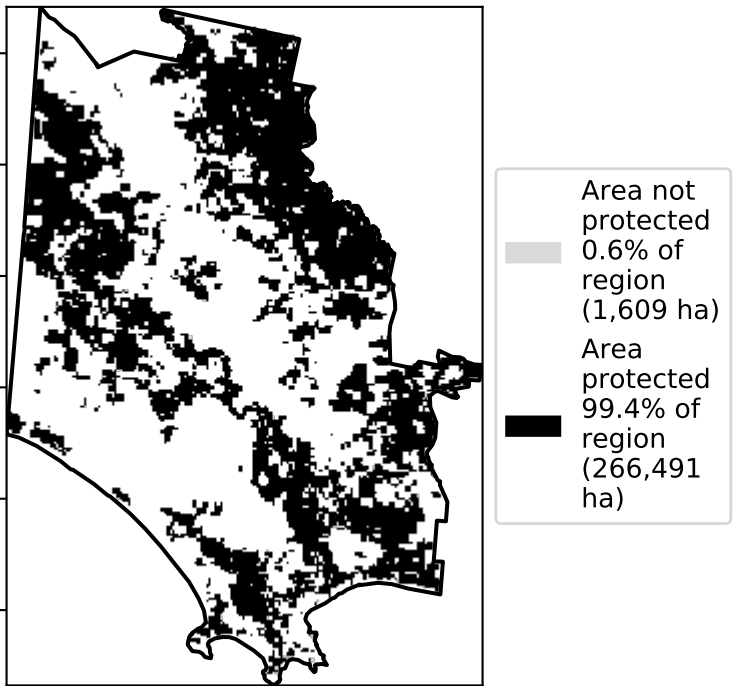 Area not
protected
0.6% of
region
(1,609 ha)
Area
protected
99.4% of
region
(266,491
ha)